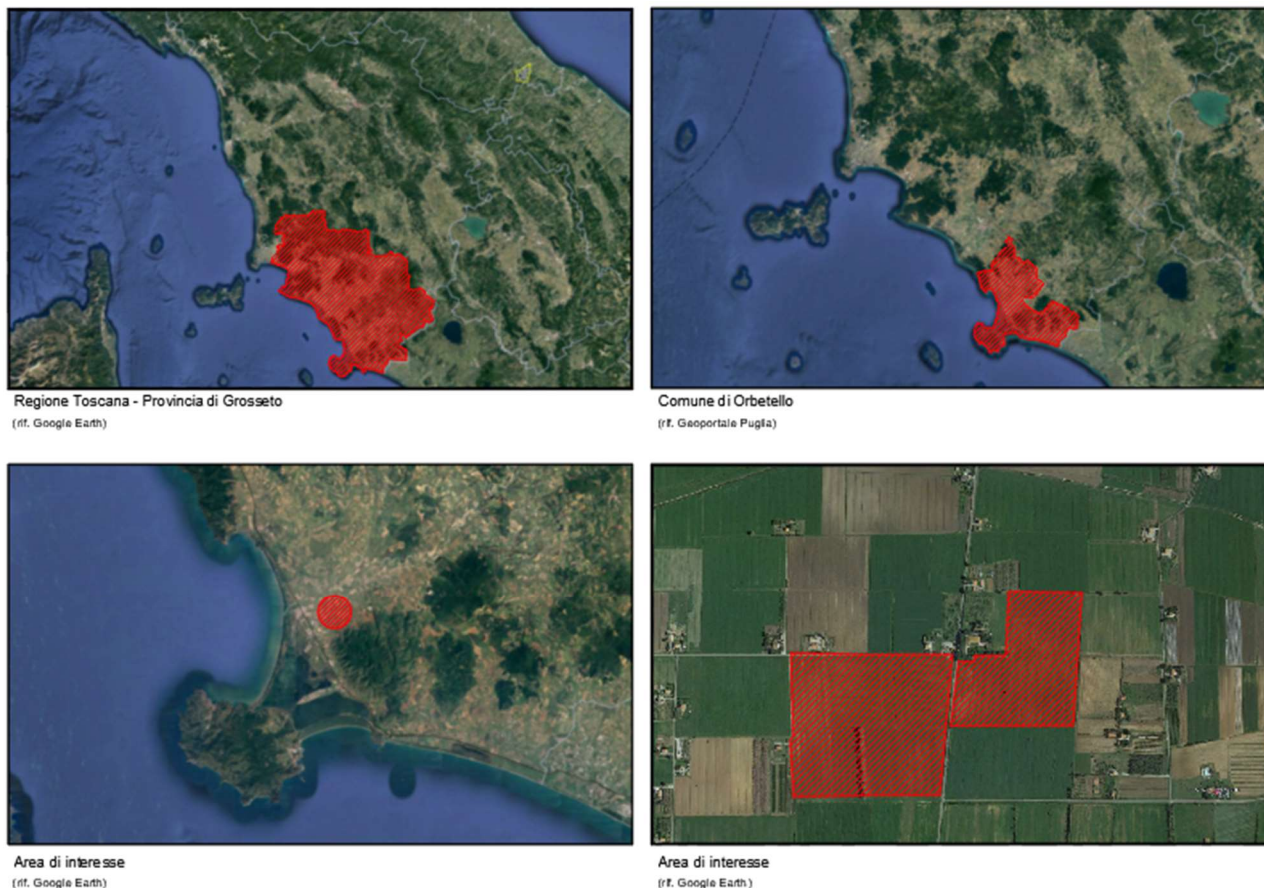 Regione Toscana - Provincia di Grosseto
(rif. Google Earth)
Comune di Orbetello
(rif. Geoportale Puglia)
Area di interesse
(rif. Google Earth)
Area di interesse
(rif. Google Earth)